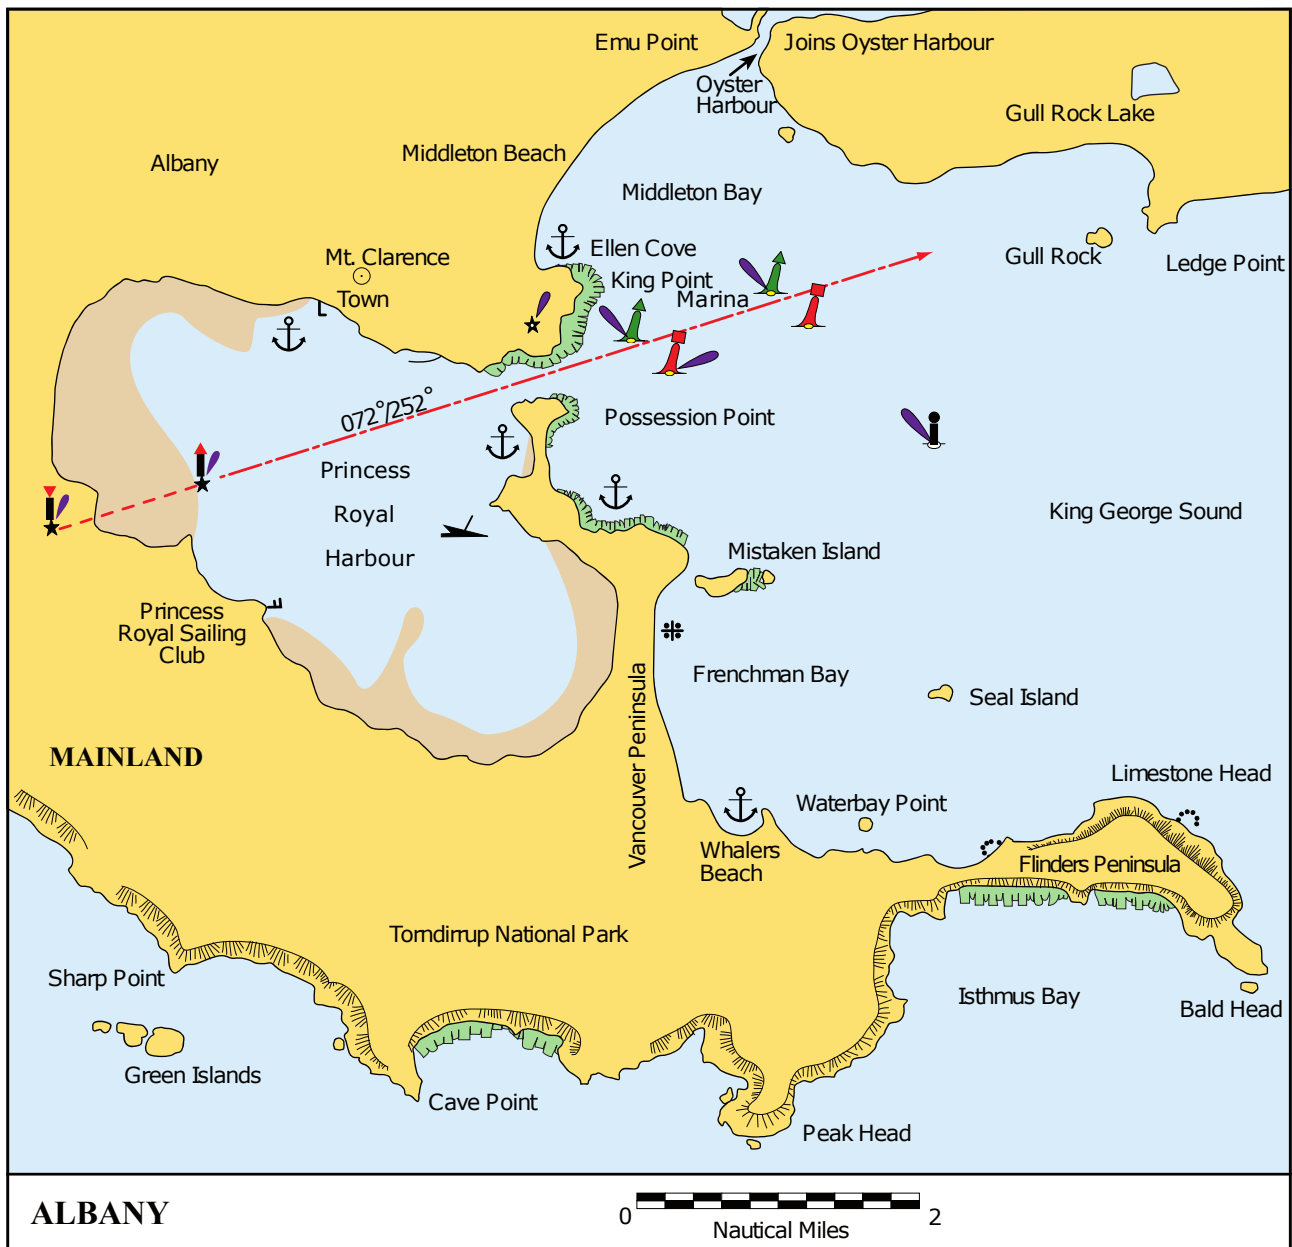 Emu Point
Joins Oyster Harbour
Oyster
Harbour
Gull Rock Lake
Middleton Beach
Albany
Middleton Bay
Ellen Cove
Mt. Clarence
Gull Rock
Ledge Point
King Point
Town
Marina
072°/252°
Possession Point
Princess
Royal
Harbour
King George Sound
Mistaken Island
Princess
Royal Sailing
Club
Frenchman Bay
Vancouver Peninsula
Seal Island
MAINLAND
Limestone Head
Waterbay Point
Whalers
Beach
Flinders Peninsula
Torndirrup National Park
Sharp Point
Isthmus Bay
Bald Head
Green Islands
Cave Point
Peak Head
ALBANY
0 2
Nautical Miles